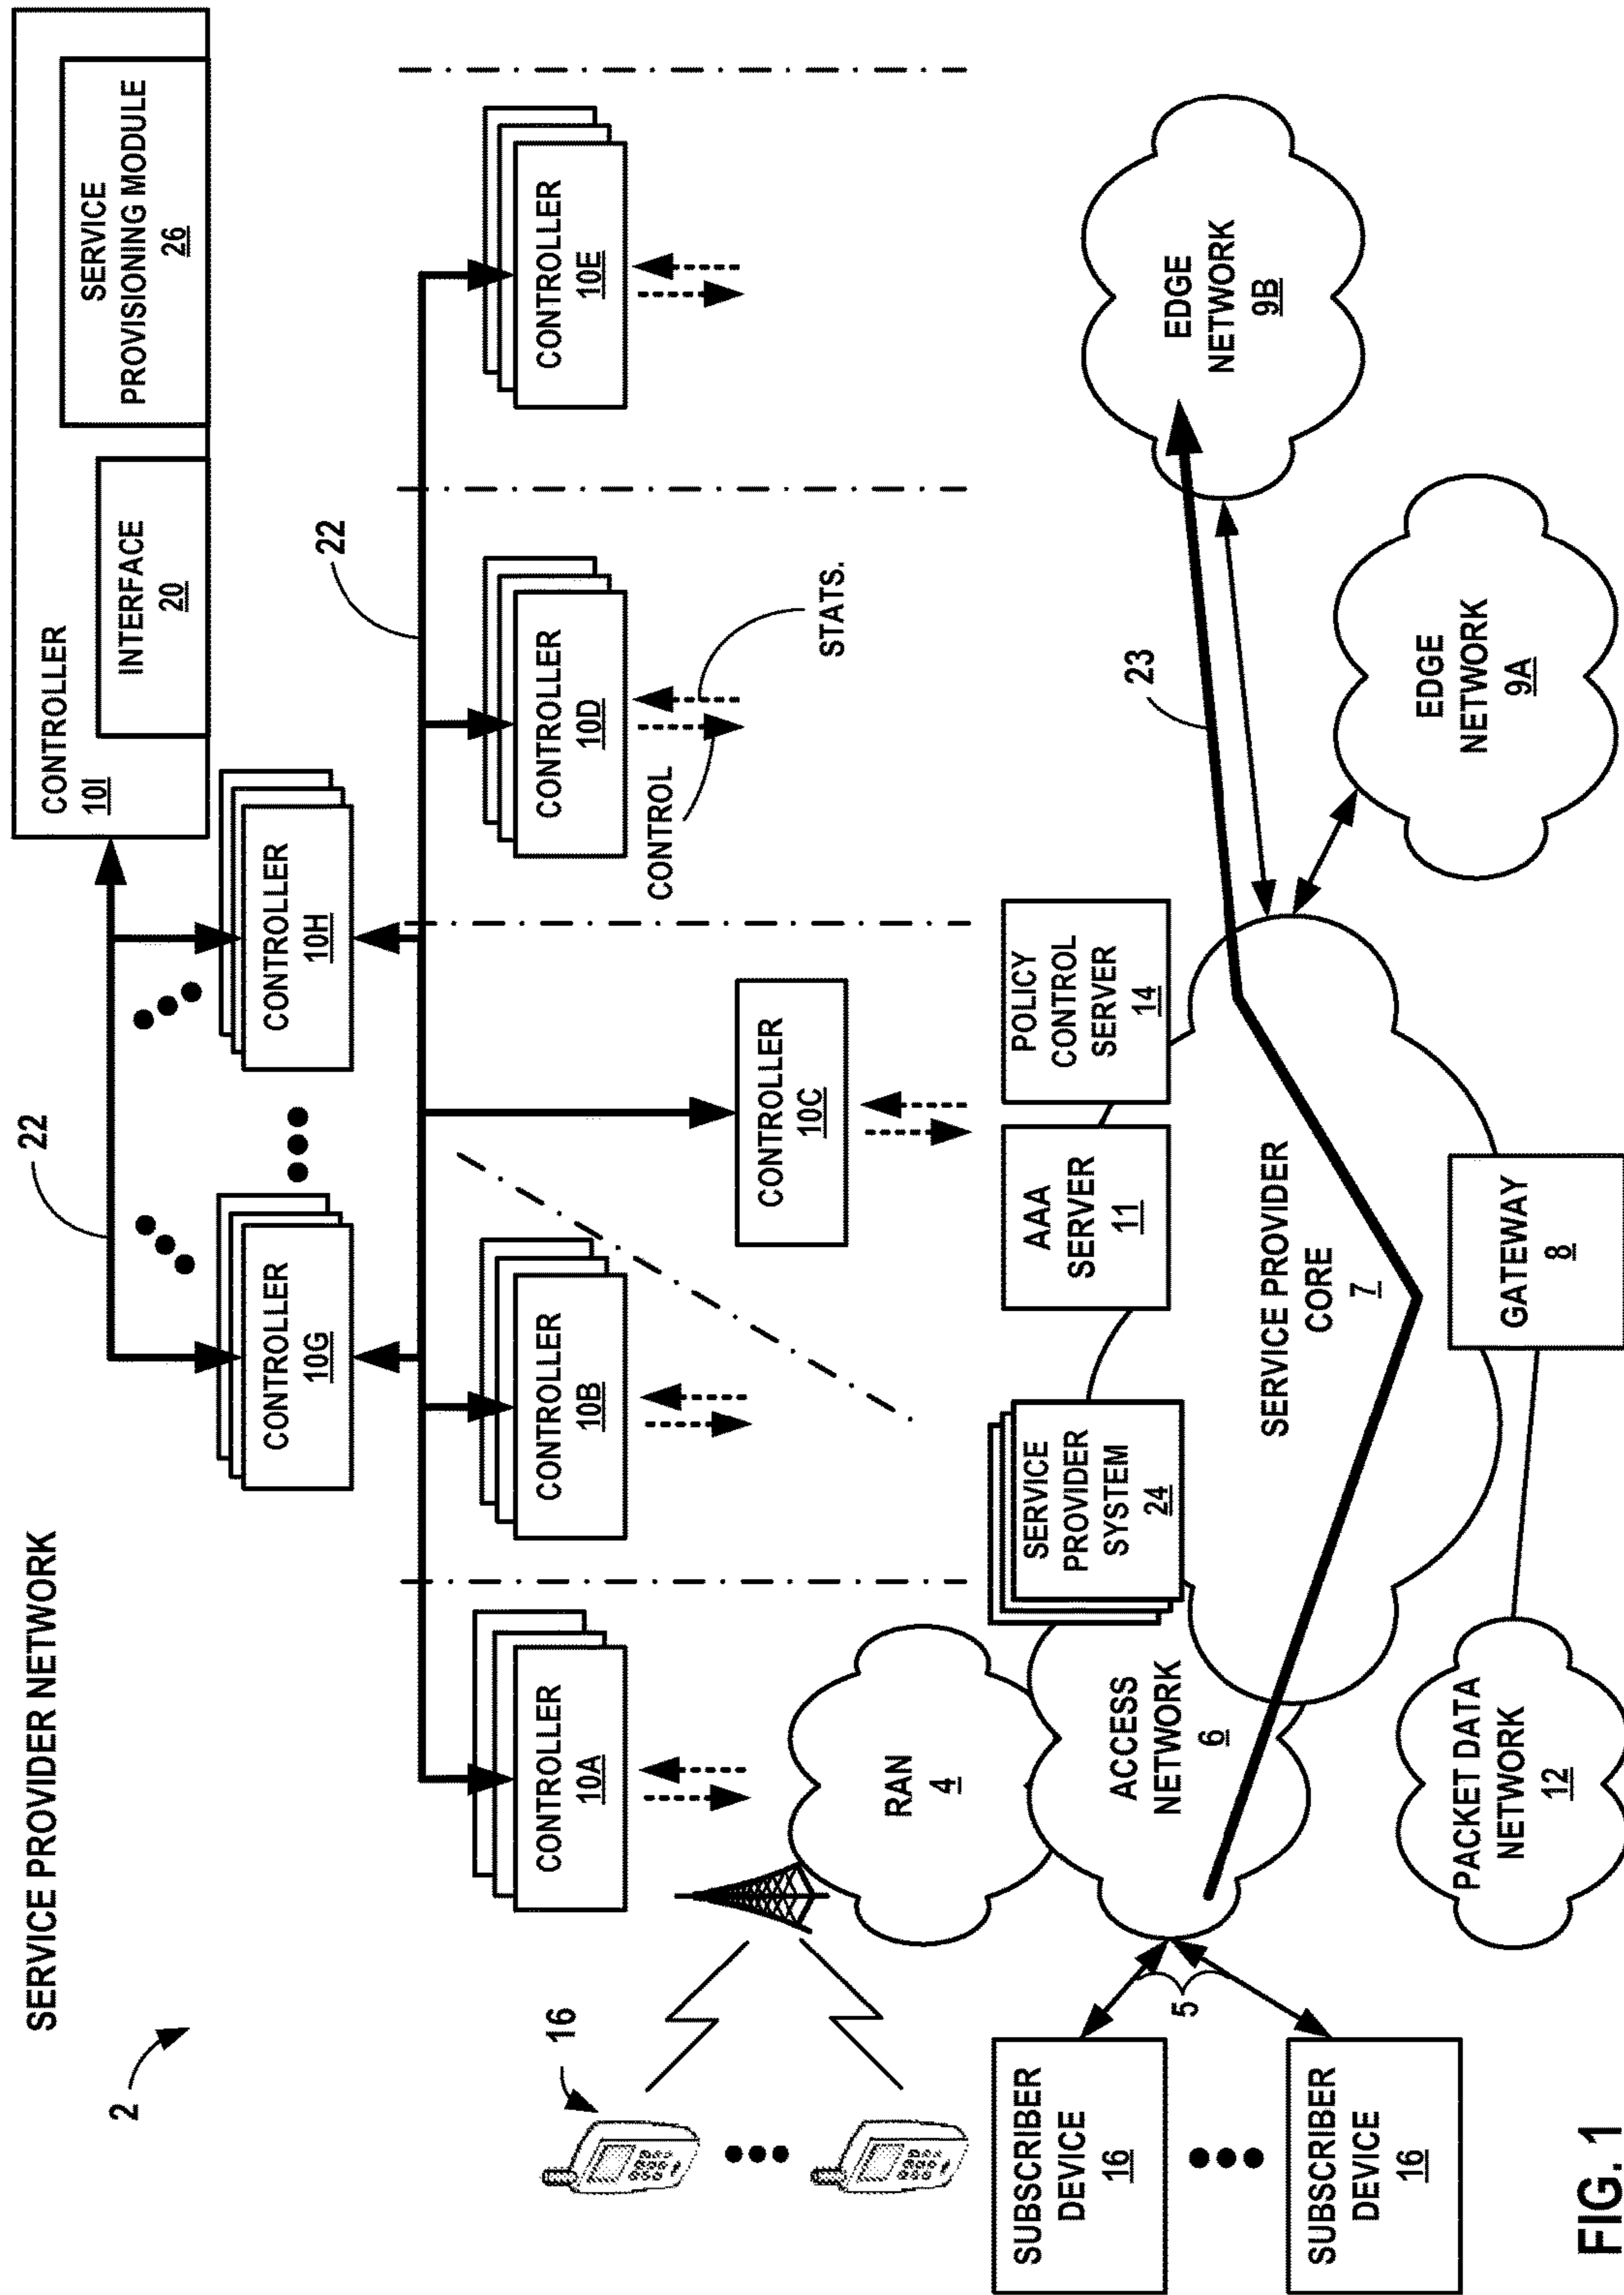 SERVICE PROVIDER NETWORK
2
22
CONTROLLER
10I
INTERFACE
20
SERVICE
PROVISIONING MODULE
26
CONTROLLER
10G
CONTROLLER
10H
22
CONTROLLER
10A
CONTROLLER
10B
CONTROLLER
10C
CONTROLLER
10D
CONTROLLER
10E
CONTROL
STATS.
16
RAN
4
SERVICE
PROVIDER
SYSTEM
24
AAA
SERVER
11
POLICY
CONTROL
SERVER
14
SUBSCRIBER
DEVICE
16
5
SUBSCRIBER
DEVICE
16
ACCESS
NETWORK
6
SERVICE PROVIDER
CORE
7
23
EDGE
NETWORK
9B
EDGE
NETWORK
9A
PACKET DATA
NETWORK
12
GATEWAY
8
FIG. 1